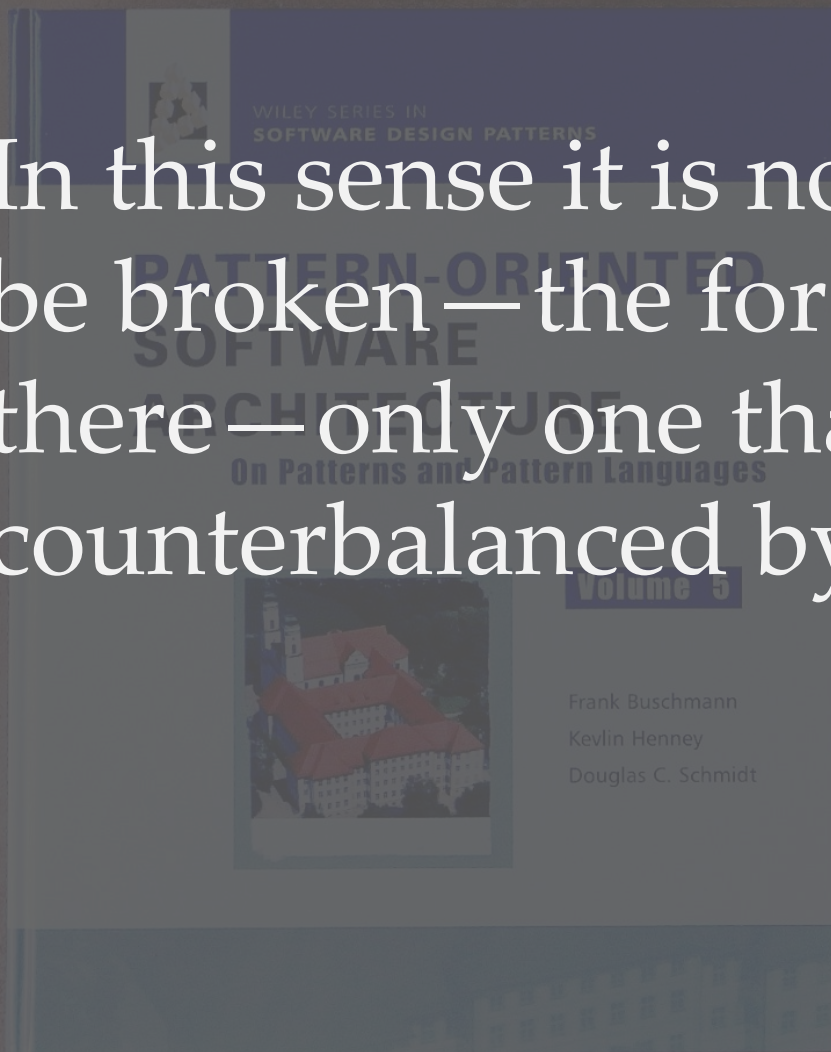 WILEY SERIES IN
SOFTWARE DESIGN PATTERNS
In this sense it is no
be broken—the for
there—only one tha
counterbalanced by
PATTERN-ORIENTED
SOFTWARE
ARCHITECTURE
On Patterns and Pattern Languages
Volume 5
Frank Buschmann
Kevlin Henney
Douglas C. Schmidt